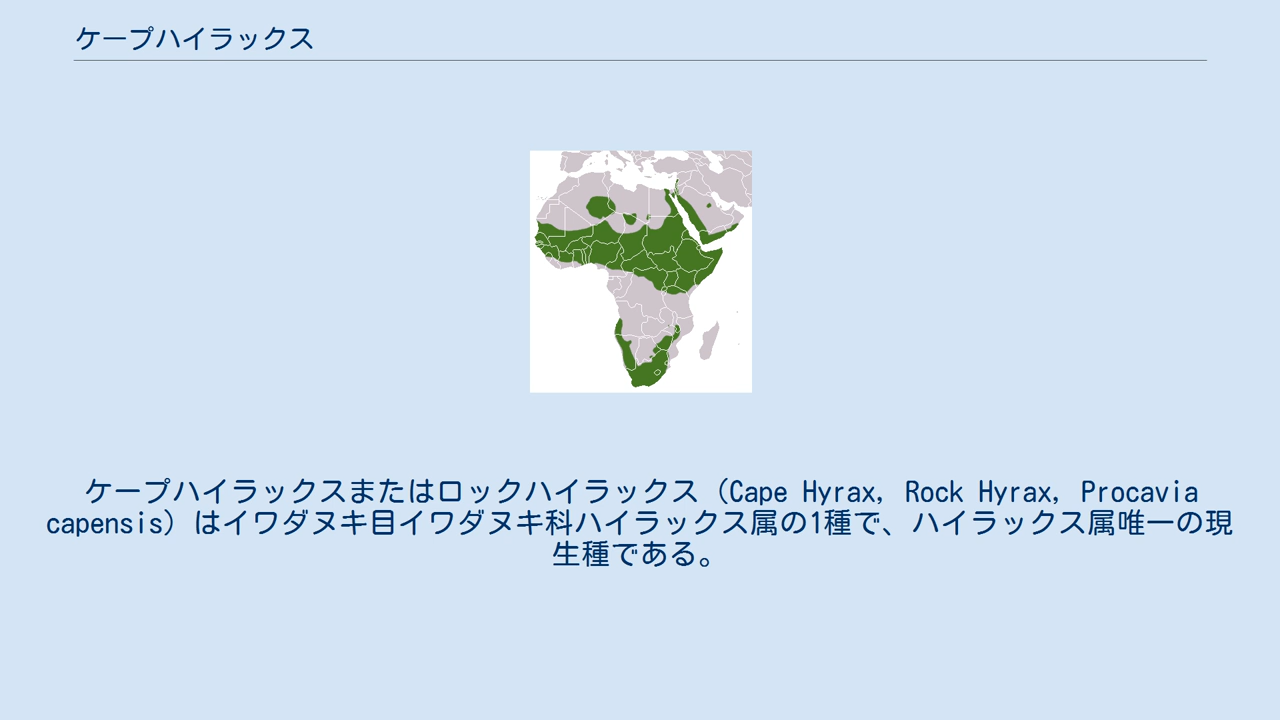 ケープハイラックス
ケープハイラックスまたはロックハイラックス（Cape Hyrax, Rock Hyrax, Procavia
capensis）はイワダヌキ目イワダヌキ科ハイラックス属の1種で、ハイラックス属唯一の現
生種である。